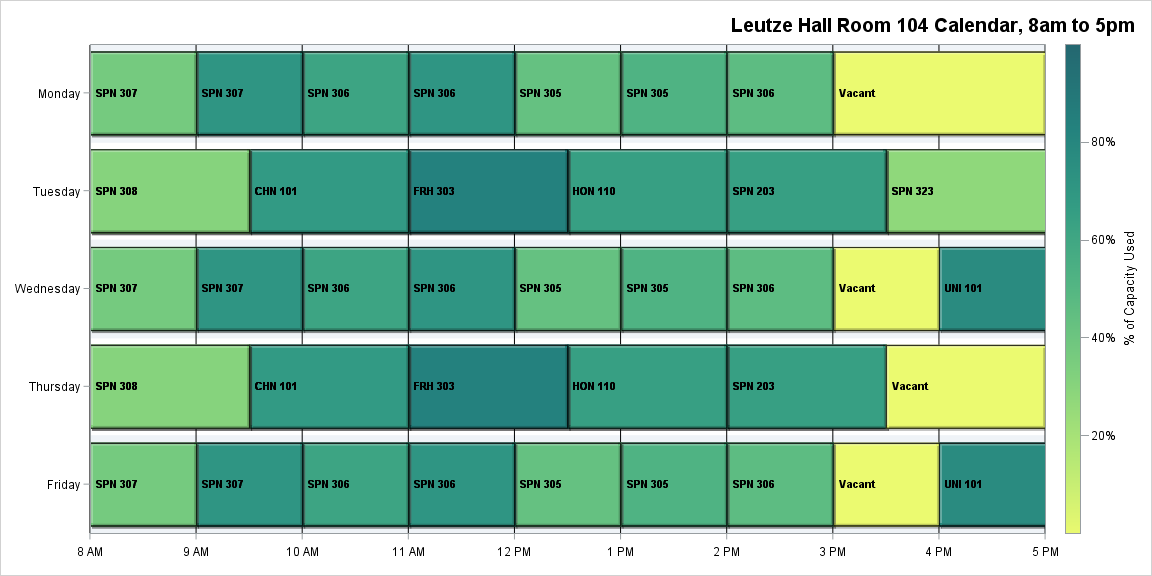 Leutze Hall Room 104 Calendar, 8am to 5pm
Monday
SPN 307
SPN 307
SPN 306
SPN 306
SPN 305
SPN 305
SPN 306
Vacant
Tuesday
SPN 308
CHN 101
FRH 303
HON 110
SPN 203
SPN 323
Wednesday
SPN 307
SPN 307
SPN 306
SPN 306
SPN 305
SPN 305
SPN 306
Vacant
UNI 101
Thursday
SPN 308
CHN 101
FRH 303
HON 110
SPN 203
Vacant
Friday
SPN 307
SPN 307
SPN 306
SPN 306
SPN 305
SPN 305
SPN 306
Vacant
UNI 101
8 AM
9 AM
10 AM
11 AM
12 PM
1 PM
2 PM
3 PM
4 PM
5 PM
80%
60%
40%
20%
% of Capacity Used